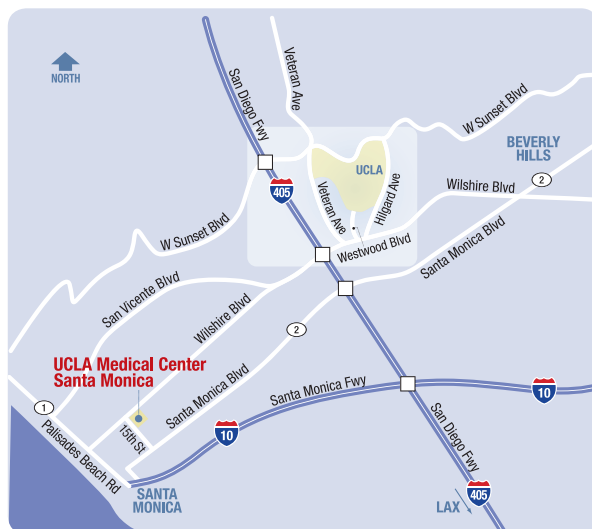 NORTH
San Diego Fwy
Veteran Ave
W Sunset Blvd
BEVERLY
HILLS
UCLA
2
405
Veteran Ave
Hilgard Ave
Wilshire Blvd
W Sunset Blvd
Westwood Blvd
Santa Monica Blvd
San Vicente Blvd
Wilshire Blvd
2
UCLA Medical Center
Santa Monica
Santa Monica Blvd
Santa Monica Fwy
10
1
15th St
10
San Diego Fwy
Palisades Beach Rd
SANTA
MONICA
LAX
405